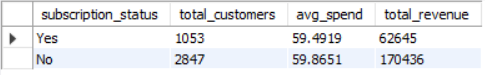 subscription_status total_customers avg_spend total_revenue
Yes 1053 59.4919 62645
No 2847 59.8651 170436